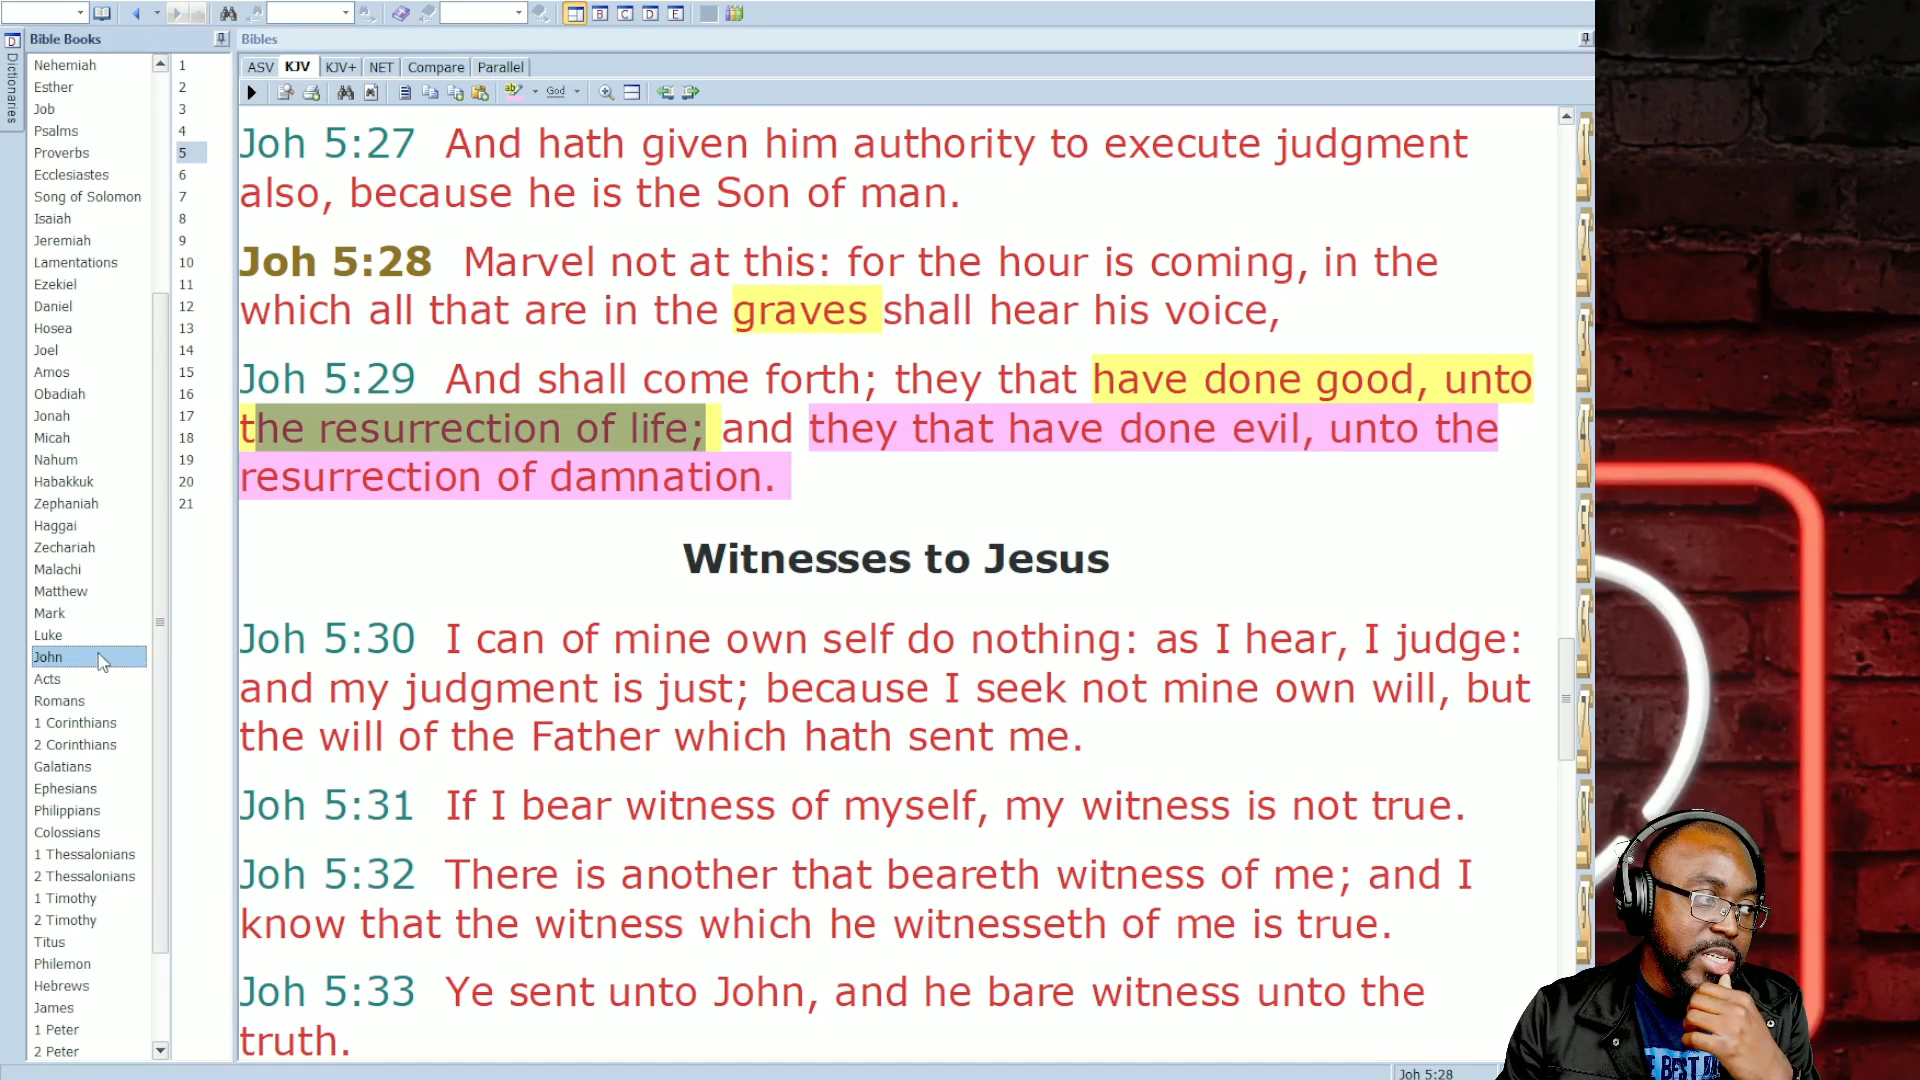 Bible Books
Bibles
Dictionaries
Nehemiah
Esther
Job
Psalms
Proverbs
Ecclesiastes
Song of Solomon
Isaiah
Jeremiah
Lamentations
Ezekiel
Daniel
Hosea
Joel
Amos
Obadiah
Jonah
Micah
Nahum
Habakkuk
Zephaniah
Haggai
Zechariah
Malachi
Matthew
Mark
Luke
John
Acts
Romans
1 Corinthians
2 Corinthians
Galatians
Ephesians
Philippians
Colossians
1 Thessalonians
2 Thessalonians
1 Timothy
2 Timothy
Titus
Philemon
Hebrews
James
1 Peter
2 Peter
1
2
3
4
5
6
7
8
9
10
11
12
13
14
15
16
17
18
19
20
21
B C D E
ASV KJV KJV+ NET Compare Parallel
God
Joh 5:27 And hath given him authority to execute judgment
also, because he is the Son of man.
Joh 5:28 Marvel not at this: for the hour is coming, in the
which all that are in the graves shall hear his voice,
Joh 5:29 And shall come forth; they that have done good, unto
the resurrection of life; and they that have done evil, unto the
resurrection of damnation.
Witnesses to Jesus
Joh 5:30 I can of mine own self do nothing: as I hear, I judge:
and my judgment is just; because I seek not mine own will, but
the will of the Father which hath sent me.
Joh 5:31 If I bear witness of myself, my witness is not true.
Joh 5:32 There is another that beareth witness of me; and I
know that the witness which he witnesseth of me is true.
Joh 5:33 Ye sent unto John, and he bare witness unto the
truth.
Joh 5:28